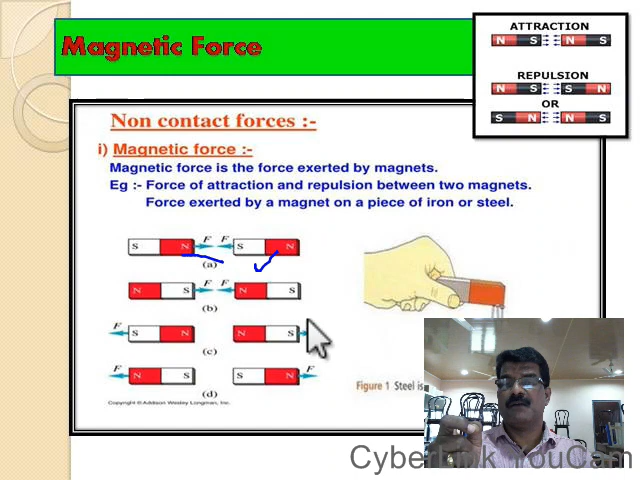 Magnetic Force
ATTRACTION
N S N S
REPULSION
N S S N
OR
S N N S
Non contact forces :-
i) Magnetic force :-
Magnetic force is the force exerted by magnets.
Eg :- Force of attraction and repulsion between two magnets.
Force exerted by a magnet on a piece of iron or steel.
S N F F S N
(a)
N S F F N S
(b)
F S N N S
(c)
F N S S N F
(d)
Copyright © Addison Wesley Longman, Inc.
Figure 1 Steel is
CyberLink YouCam